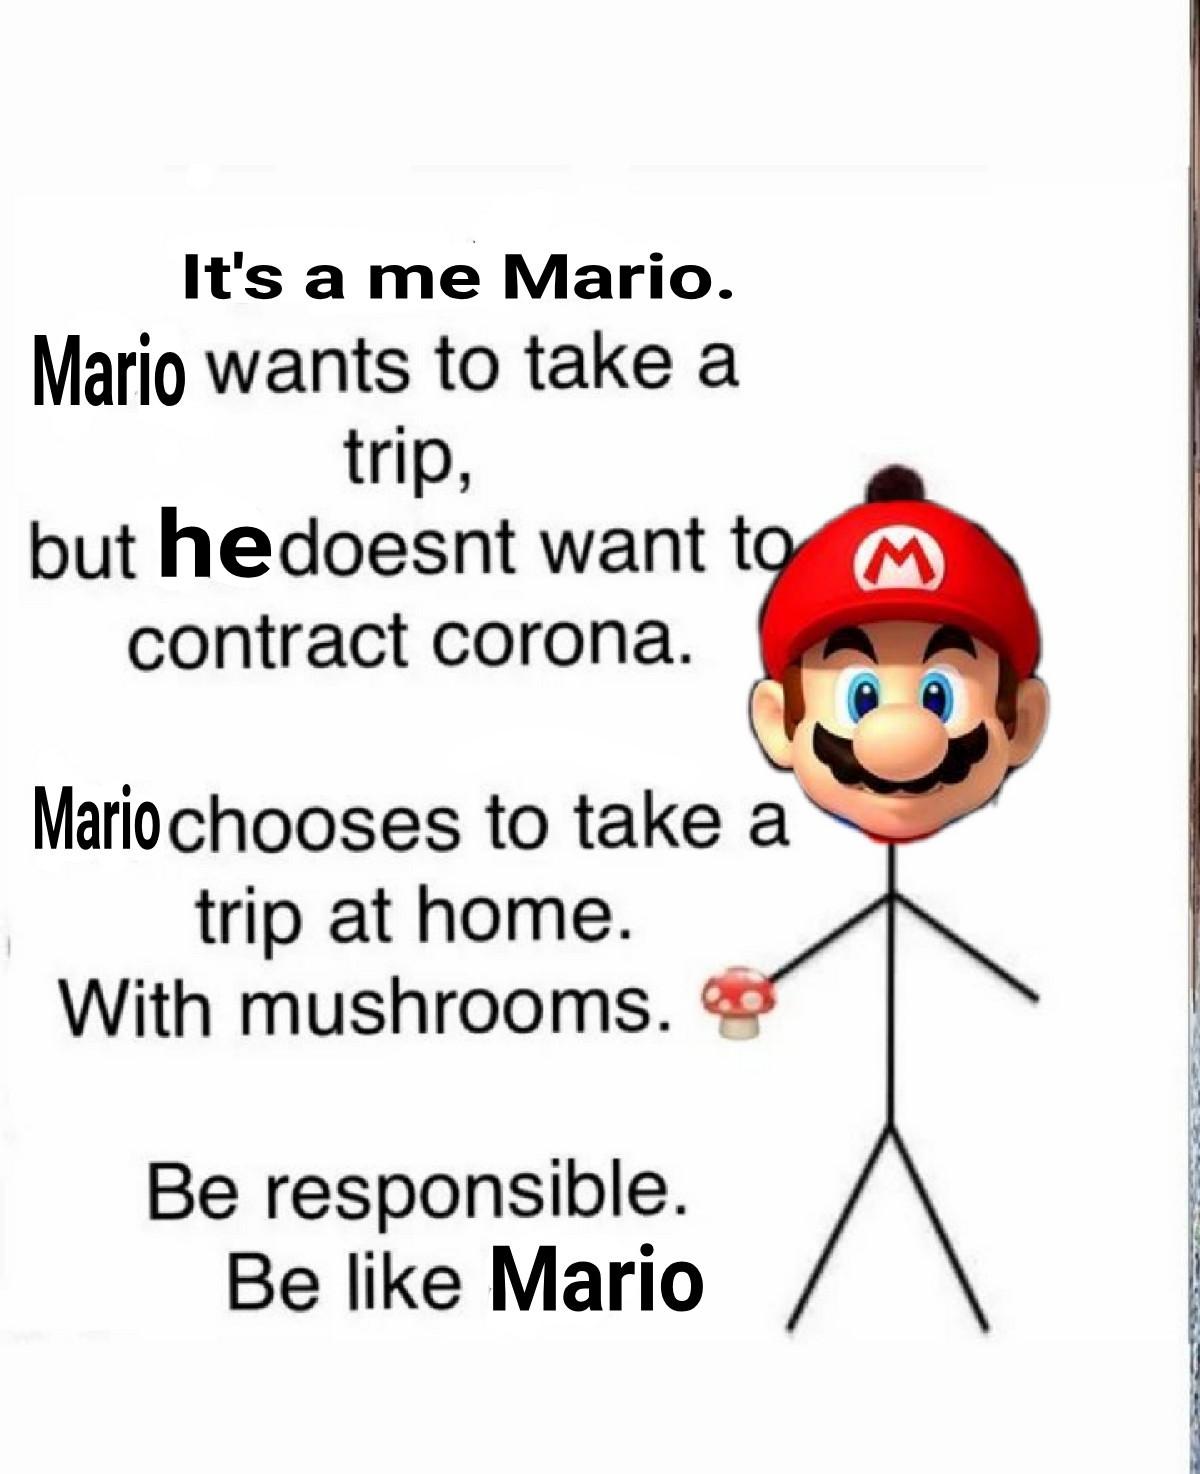 It's a me Mario.
Mario wants to take a
trip,
but he doesnt want to
contract corona.
Mario chooses to take a
trip at home.
With mushrooms.
Be responsible.
Be like Mario
M